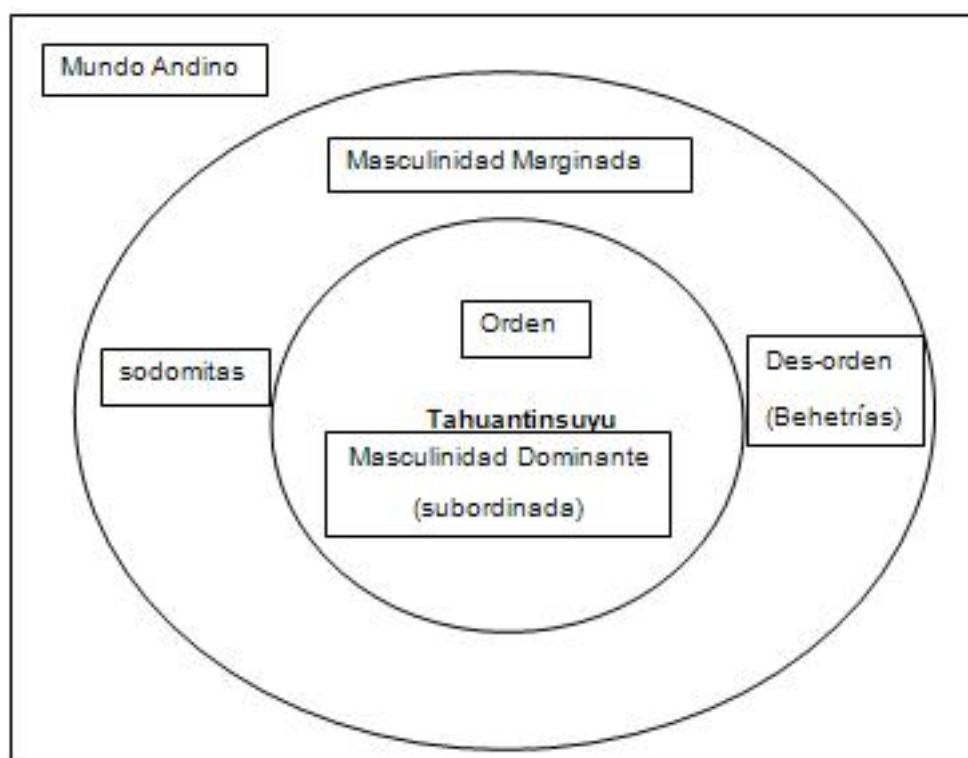 Mundo Andino
Masculinidad Marginada
Orden
sodomitas
Des-orden
(Behetrías)
Tahuantinsuyu
Masculinidad Dominante
(subordinada)